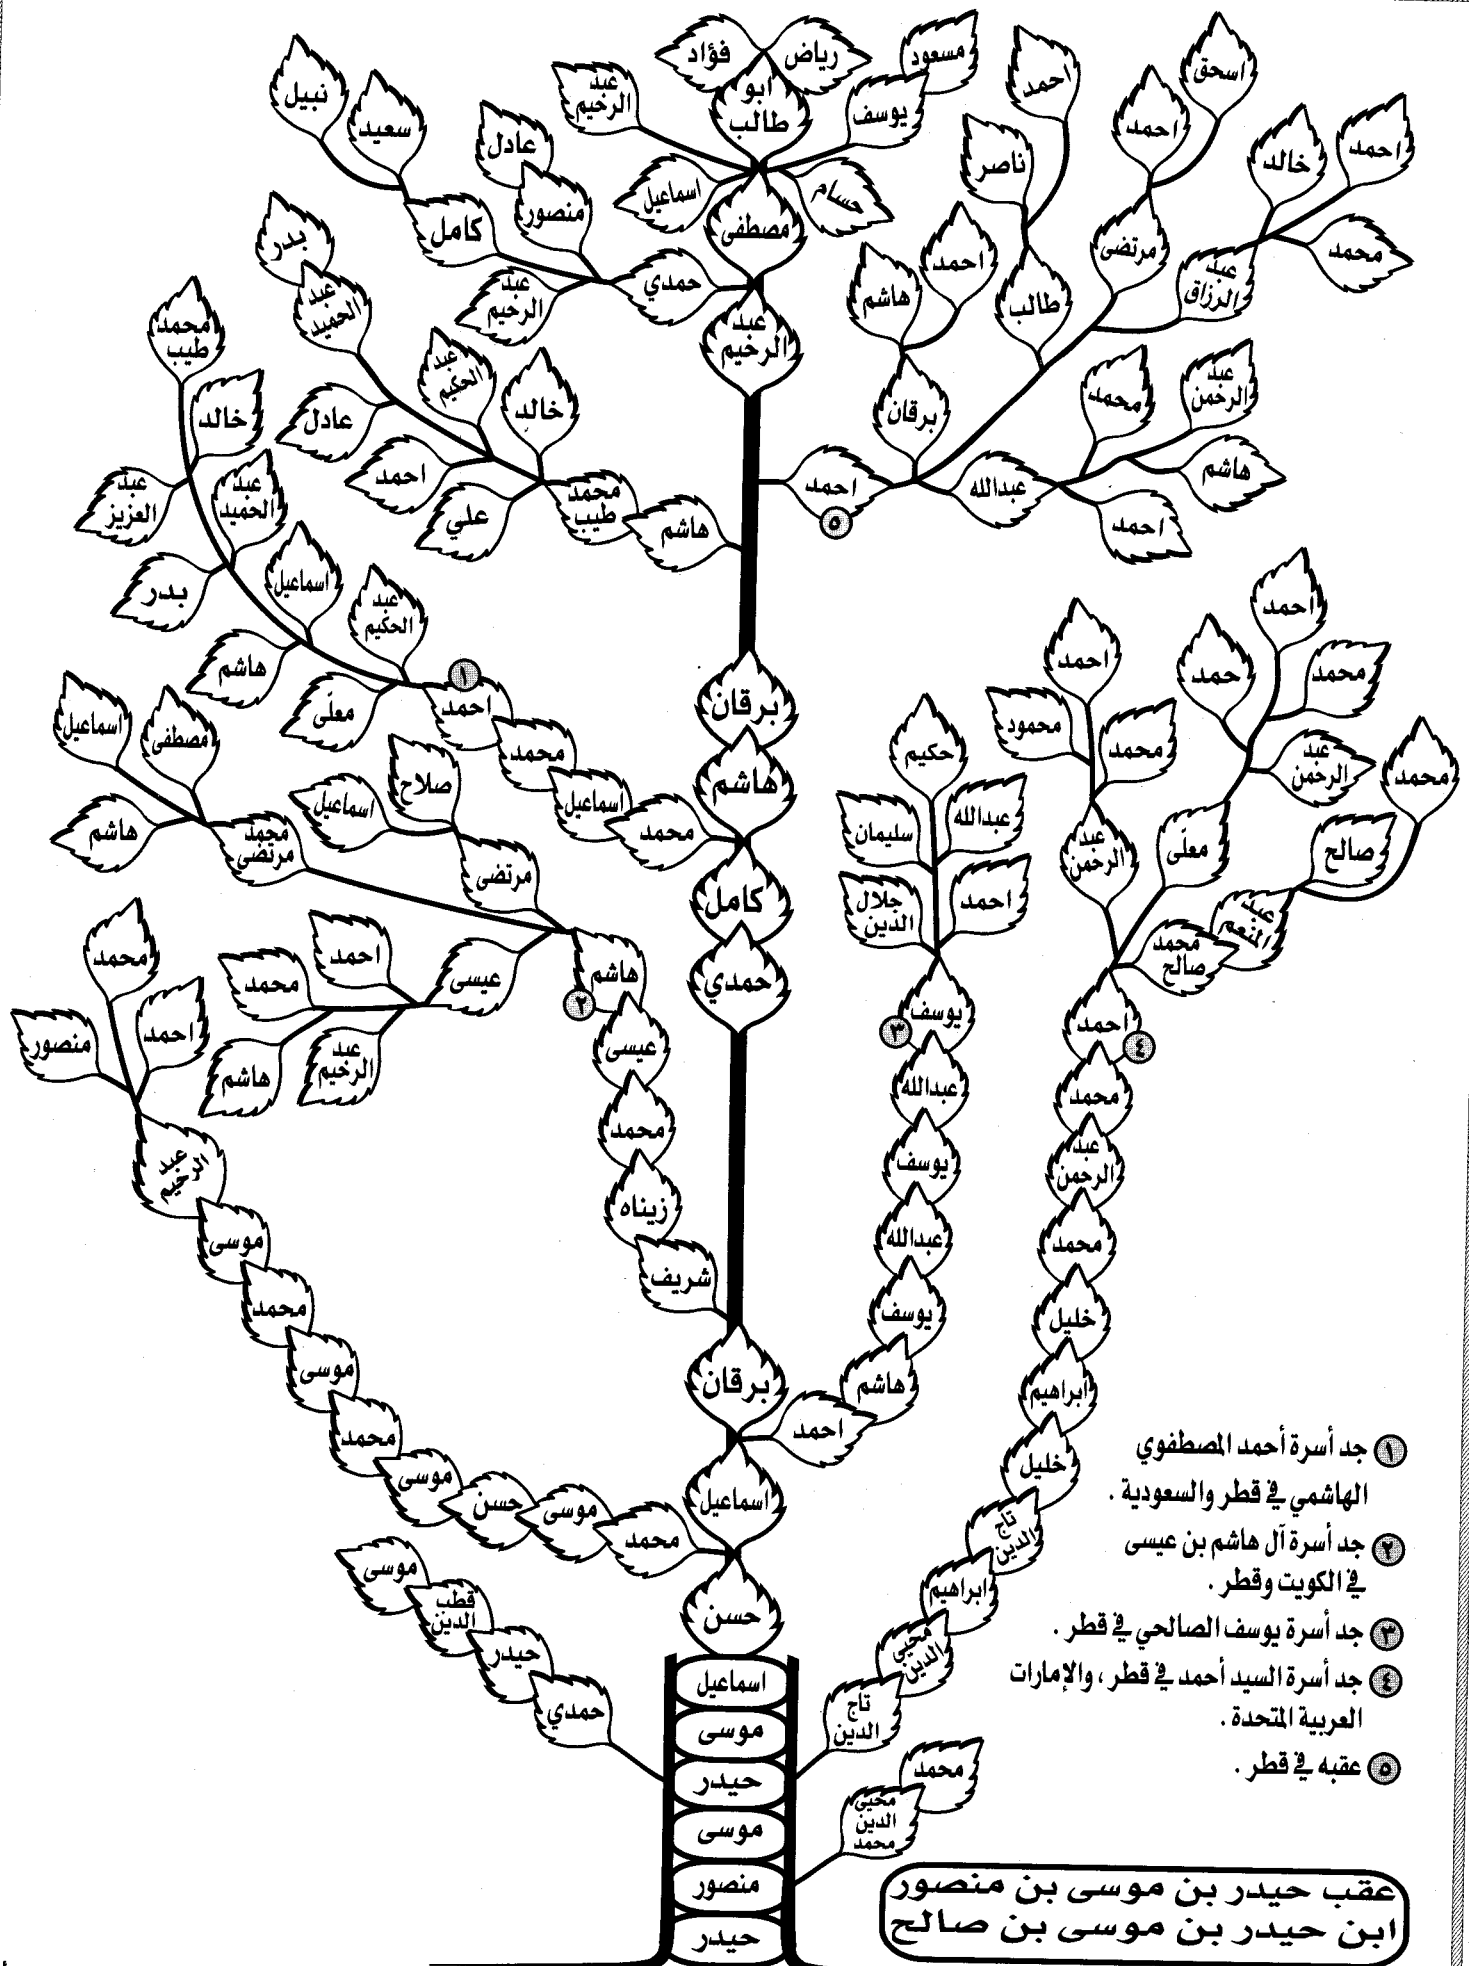 فؤاد
رياض
مسعود
عبد
الرحيم
ابو
طالب
يوسف
اسماعيل
حسام
مصطفى
نبيل
سعيد
عادل
منصور
كامل
عبد
الرحيم
حمدي
عبد
الرحيم
احمد
ناصر
احمد
اسحق
خالد
احمد
محمد
مرتضى
عبد
الرزاق
طالب
احمد
هاشم
برقان
محمد
عبد
الرحمن
هاشم
احمد
عبدالله
احمد
٥
بدر
عبد
الحميد
عادل
عبد
الحكيم
خالد
احمد
علي
محمد
طيب
هاشم
محمد
طيب
خالد
عبد
العزيز
عبد
الحميد
بدر
اسماعيل
عبد
الحكيم
هاشم
معلّى
١
احمد
محمد
اسماعيل
محمد
برقان
هاشم
كامل
حمدي
اسماعيل
مصطفى
هاشم
محمد
مرتضى
صلاح
اسماعيل
مرتضى
احمد
محمد
عيسى
هاشم
عبد
الرحيم
هاشم
٢
عيسى
محمد
زيناه
شريف
حكيم
عبدالله
سليمان
احمد
جلال
الدين
يوسف
٣
عبدالله
يوسف
عبدالله
يوسف
هاشم
احمد
احمد
محمود
محمد
عبد
الرحمن
احمد
حمد
محمد
عبد
الرحمن
معلّى
محمد
صالح
عبد
المنعم
محمد
صالح
احمد
٤
محمد
عبد
الرحمن
محمد
خليل
ابراهيم
خليل
تاج
الدين
ابراهيم
محيي
الدين
تاج
الدين
محمد
محيي
الدين
محمد
محمد
احمد
منصور
عبد
الرحيم
موسى
محمد
موسى
محمد
موسى
حسن
موسى
محمد
برقان
اسماعيل
حسن
موسى
قطب
الدين
حيدر
حمدي
اسماعيل
موسى
حيدر
موسى
منصور
حيدر
١ جد أسرة أحمد المصطفوي
الهاشمي في قطر والسعودية .
٢ جد أسرة آل هاشم بن عيسى
في الكويت وقطر .
٣ جد أسرة يوسف الصالحي في قطر .
٤ جد أسرة السيد أحمد في قطر ، والإمارات
العربية المتحدة .
٥ عقبه في قطر .
عقب حيدر بن موسى بن منصور
ابن حيدر بن موسى بن صالح